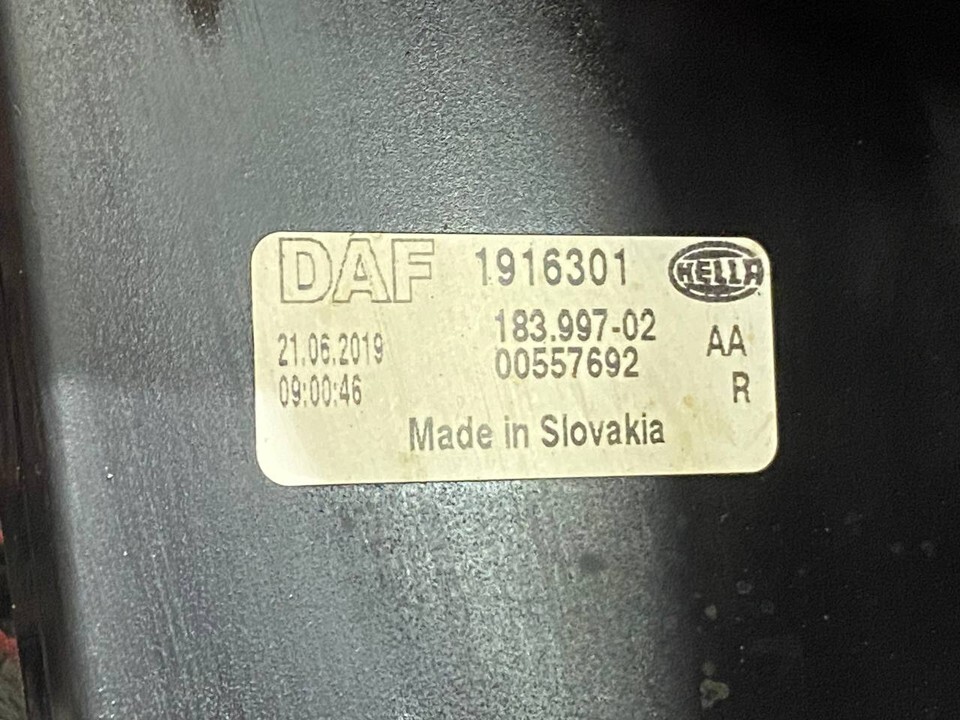 DAF 1916301 HELLA
183.997-02 AA
21.06.2019 00557692
09:00:46 R
Made in Slovakia